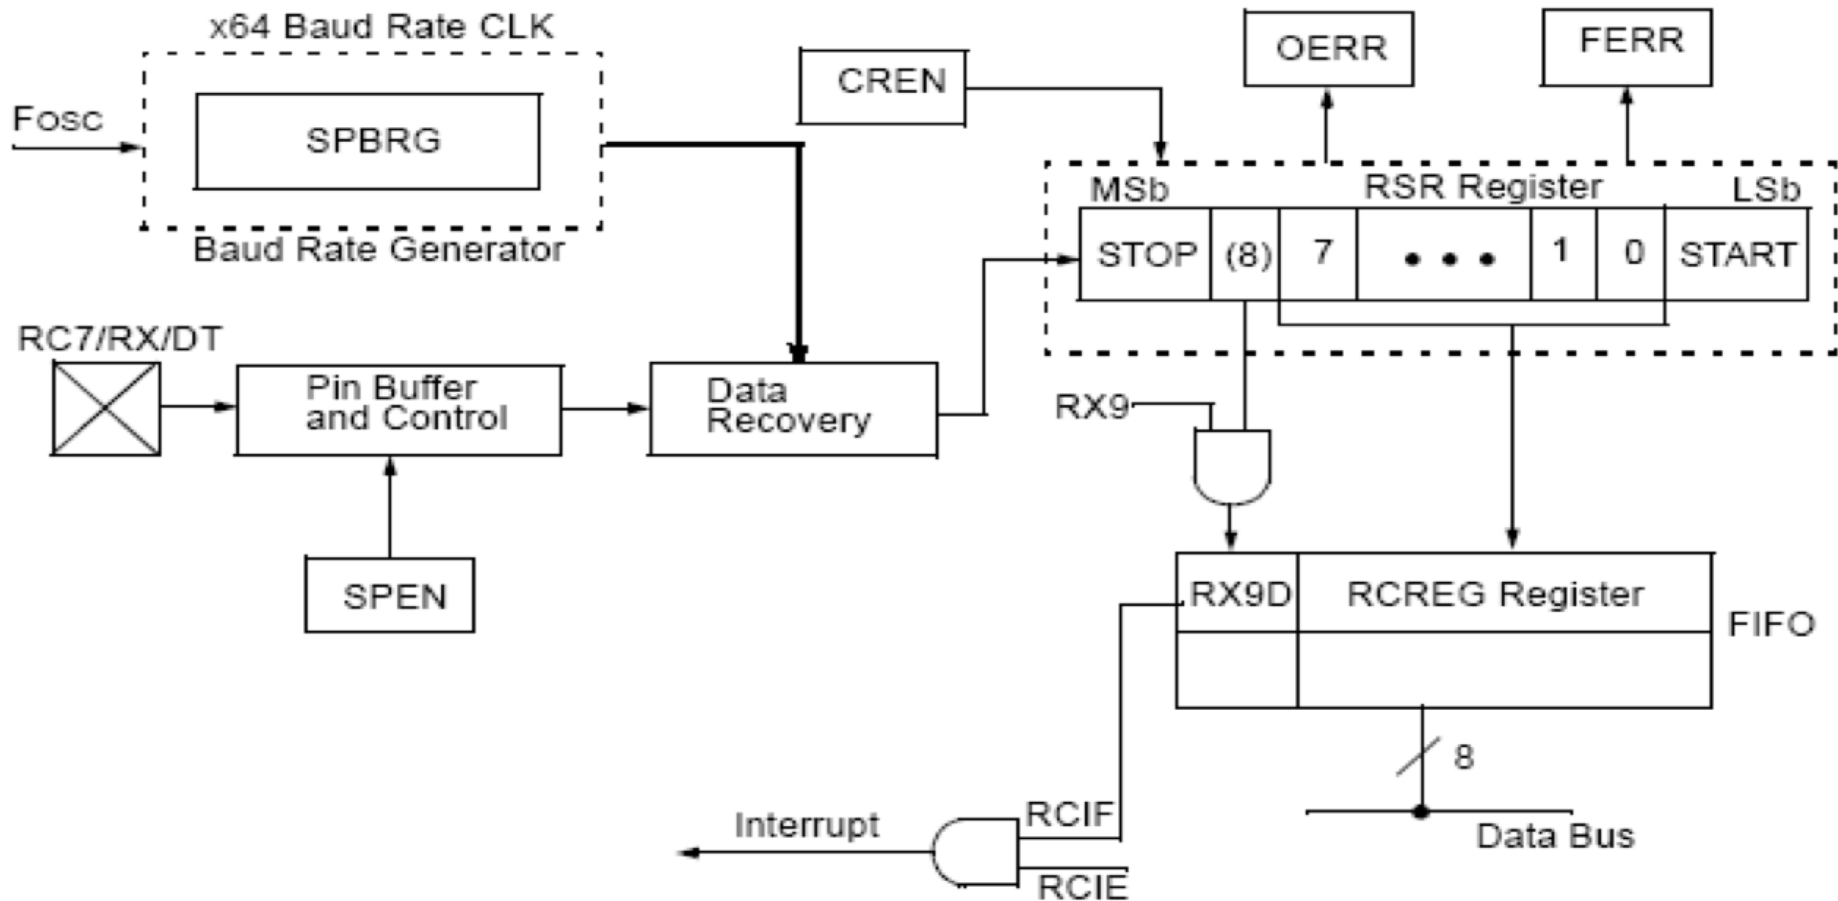 x64 Baud Rate CLK
Fosc
SPBRG
Baud Rate Generator
CREN
OERR
FERR
MSb
RSR Register
LSb
STOP
(8)
7
• • •
1
0
START
RC7/RX/DT
Pin Buffer
and Control
Data
Recovery
RX9
SPEN
RX9D
RCREG Register
FIFO
8
Data Bus
Interrupt
RCIF
RCIE